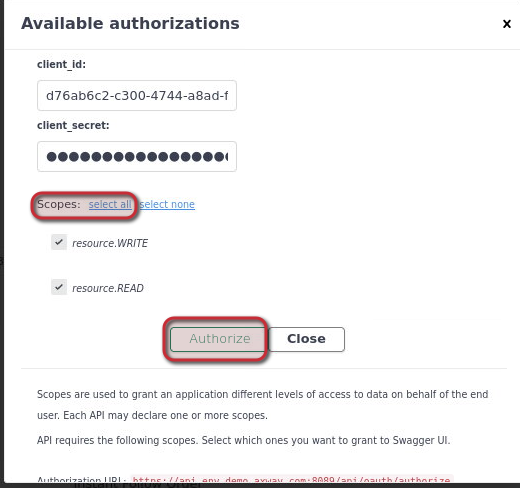 Available authorizations
×
client_id:
d76ab6c2-c300-4744-a8ad-f
client_secret:
●●●●●●●●●●●●●●●●
Scopes: select all select none
resource.WRITE
resource.READ
Authorize Close
Scopes are used to grant an application different levels of access to data on behalf of the end
user. Each API may declare one or more scopes.
API requires the following scopes. Select which ones you want to grant to Swagger UI.
Authorization URL: https://api-env.demo.axway.com:8089/api/oauth/authorize